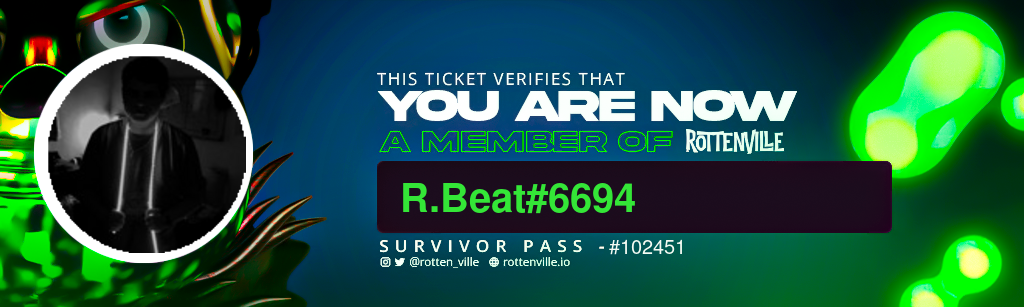 THIS TICKET VERIFIES THAT
YOU ARE NOW
A MEMBER OF ROTTENVILLE
R.Beat#6694
SURVIVOR PASS - #102451
@rotten_ville rottenville.io